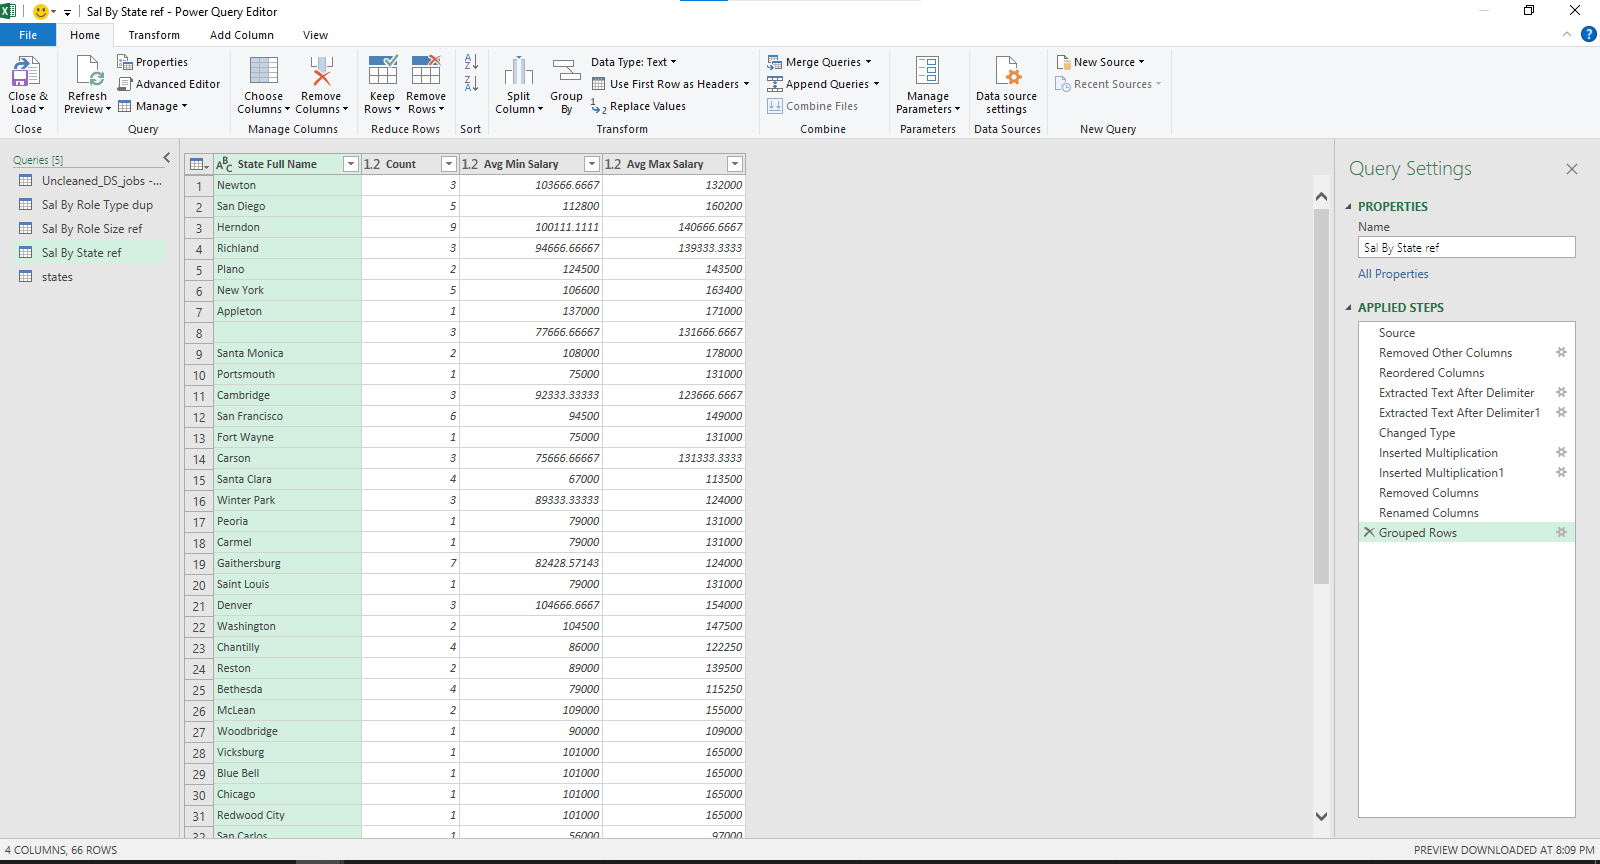 Sal By State ref - Power Query Editor
File Home Transform Add Column View
Close & Load
Close
Refresh Preview
Properties
Advanced Editor
Manage
Query
Choose Columns
Remove Columns
Manage Columns
Keep Rows
Remove Rows
Reduce Rows
A Z
Z A
Sort
Split Column
Group By
Data Type: Text
Use First Row as Headers
1 2 Replace Values
Transform
Merge Queries
Append Queries
Combine Files
Combine
Manage Parameters
Parameters
Data source settings
Data Sources
New Source
Recent Sources
New Query
?
Queries [5]
Uncleaned_DS_jobs -...
Sal By Role Type dup
Sal By Role Size ref
Sal By State ref
states
ABC State Full Name 1.2 Count 1.2 Avg Min Salary 1.2 Avg Max Salary
1 Newton 3 103666.6667 132000
2 San Diego 5 112800 160200
3 Herndon 9 100111.1111 140666.6667
4 Richland 3 94666.66667 139333.3333
5 Plano 2 124500 143500
6 New York 5 106600 163400
7 Appleton 1 137000 171000
8 3 77666.66667 131666.6667
9 Santa Monica 2 108000 178000
10 Portsmouth 1 75000 131000
11 Cambridge 3 92333.33333 123666.6667
12 San Francisco 6 94500 149000
13 Fort Wayne 1 75000 131000
14 Carson 3 75666.66667 131333.3333
15 Santa Clara 4 67000 113500
16 Winter Park 3 89333.33333 124000
17 Peoria 1 79000 131000
18 Carmel 1 79000 131000
19 Gaithersburg 7 82428.57143 124000
20 Saint Louis 1 79000 131000
21 Denver 3 104666.6667 154000
22 Washington 2 104500 147500
23 Chantilly 4 86000 122250
24 Reston 2 89000 139500
25 Bethesda 4 79000 115250
26 McLean 2 109000 155000
27 Woodbridge 1 90000 109000
28 Vicksburg 1 101000 165000
29 Blue Bell 1 101000 165000
30 Chicago 1 101000 165000
31 Redwood City 1 101000 165000
32 San Carlos 1 56000 97000
Query Settings
PROPERTIES
Name
Sal By State ref
All Properties
APPLIED STEPS
Source
Removed Other Columns
Reordered Columns
Extracted Text After Delimiter
Extracted Text After Delimiter1
Changed Type
Inserted Multiplication
Inserted Multiplication1
Removed Columns
Renamed Columns
Grouped Rows
4 COLUMNS, 66 ROWS
PREVIEW DOWNLOADED AT 8:09 PM